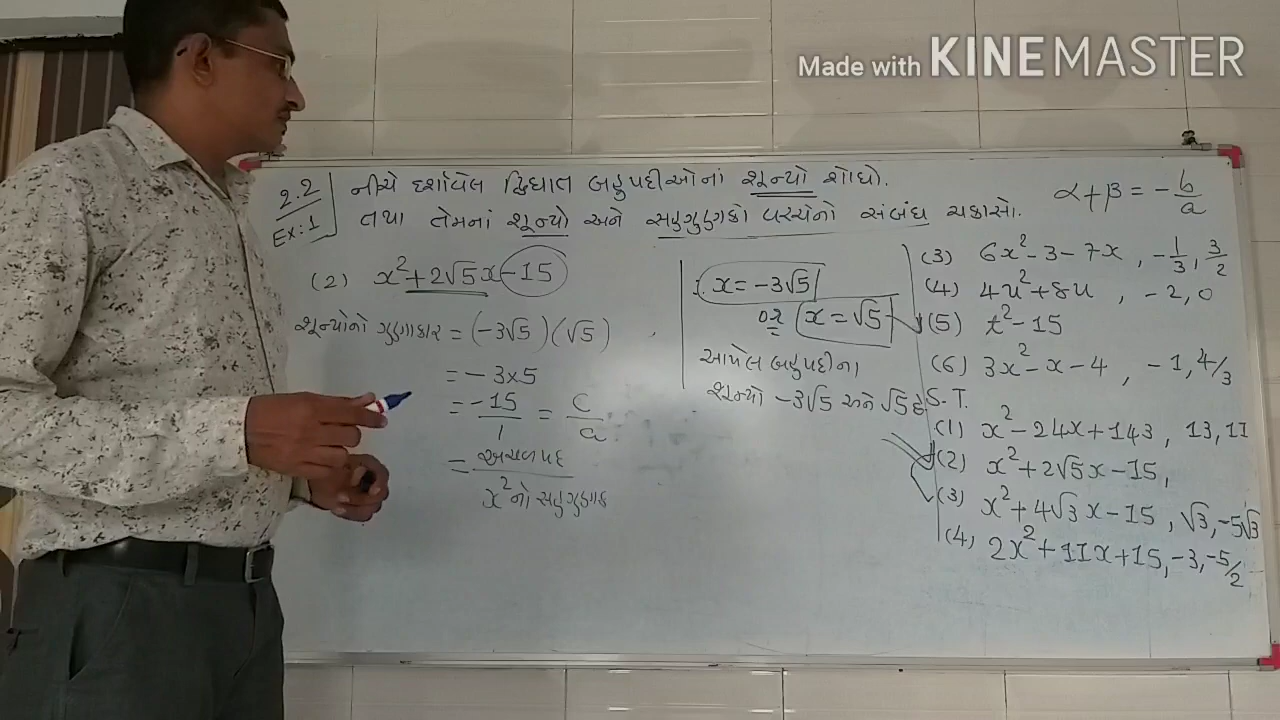 Made with KINEMASTER
2.2 Ex:1
નીચે દર્શાવેલ દ્વિઘાત બહુપદીઓનાં શૂન્યો શોધો.
તથા તેમનાં શૂન્યો અને સહગુણકો વચ્ચેનો સંબંધ ચકાસો.
α+β = -b/a
(2) x²+2√5x-15
શૂન્યોનો ગુણાકાર = (-3√5)(√5)
= -3×5
= -15/1 = c/a
= અચળપદ / x²નો સહગુણક
x = -3√5
or x = √5
આપેલ બહુપદીના
શૂન્યો -3√5 અને √5 છે
(3) 6x²-3-7x, -1/3, 3/2
(4) 4u²+8u, -2, 0
(5) t²-15
(6) 3x²-x-4, -1, 4/3
S.T.
(1) x²-24x+143, 13, 11
(2) x²+2√5x-15,
(3) x²+4√3x-15, √3, -5√3
(4) 2x²+11x+15, -3, -5/2